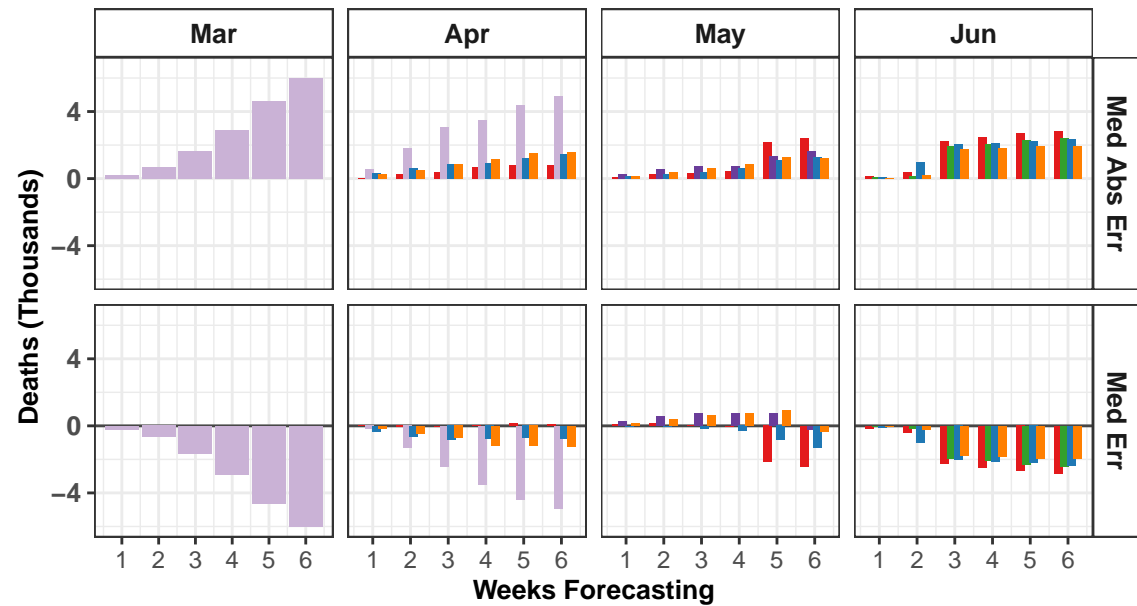 Mar Apr May Jun
4
0
−4
Med Abs Err
4
0
−4
Med Err
Deaths (Thousands)
1 2 3 4 5 6 1 2 3 4 5 6 1 2 3 4 5 6 1 2 3 4 5 6
Weeks Forecasting